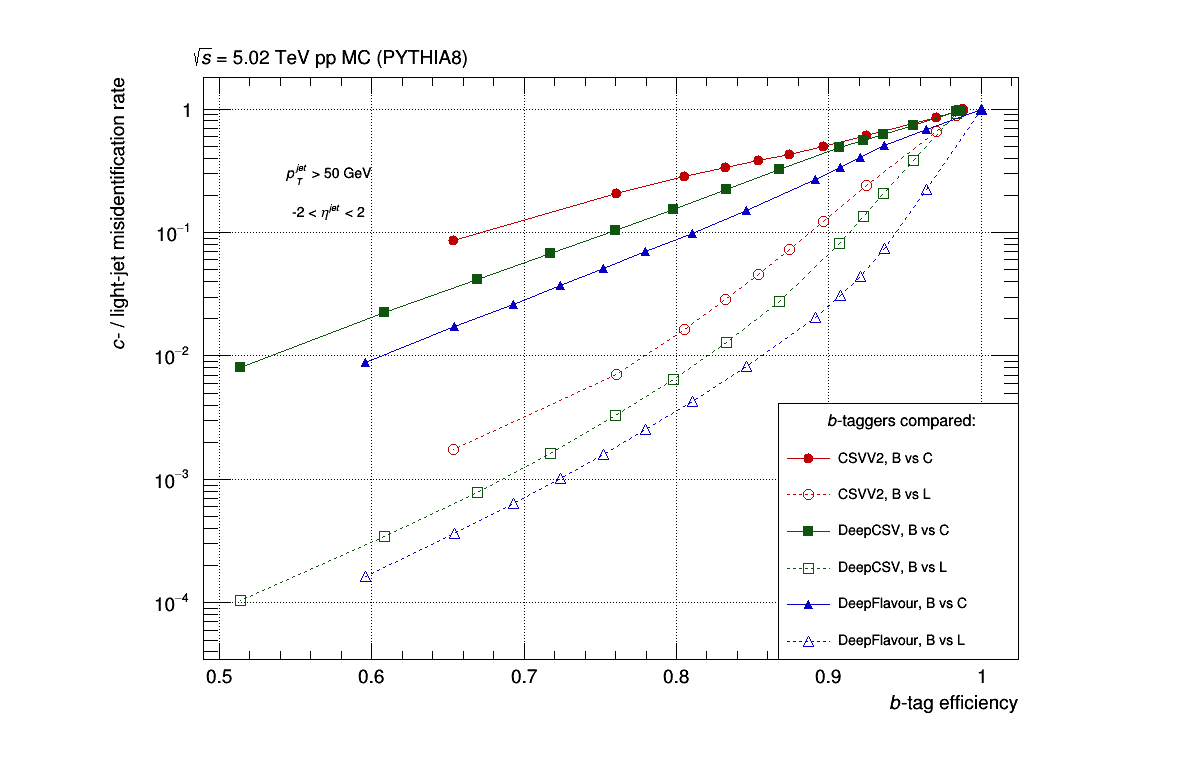 √s = 5.02 TeV pp MC (PYTHIA8)
c- / light-jet misidentification rate
1
10⁻¹
10⁻²
10⁻³
10⁻⁴
p_T^jet > 50 GeV
-2 < η^jet < 2
b-taggers compared:
CSVV2, B vs C
CSVV2, B vs L
DeepCSV, B vs C
DeepCSV, B vs L
DeepFlavour, B vs C
DeepFlavour, B vs L
0.5 0.6 0.7 0.8 0.9 1
b-tag efficiency